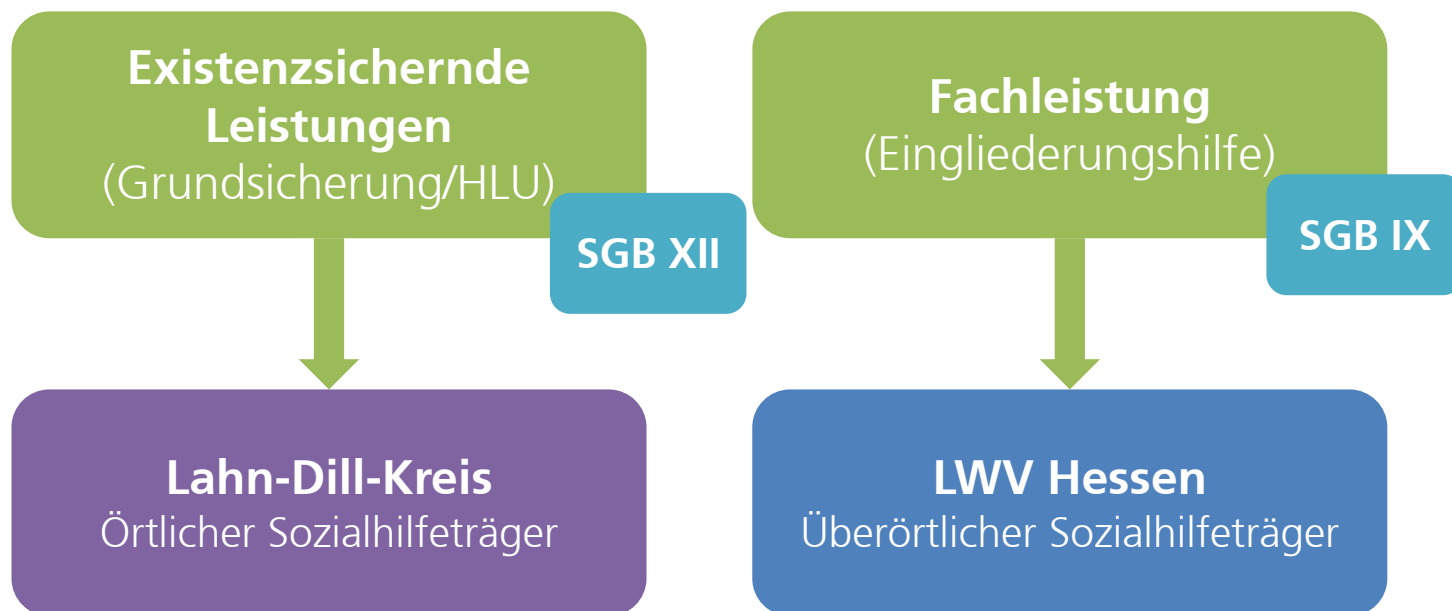 Existenzsichernde
Leistungen
(Grundsicherung/HLU)
SGB XII
Fachleistung
(Eingliederungshilfe)
SGB IX
Lahn-Dill-Kreis
Örtlicher Sozialhilfeträger
LWV Hessen
Überörtlicher Sozialhilfeträger